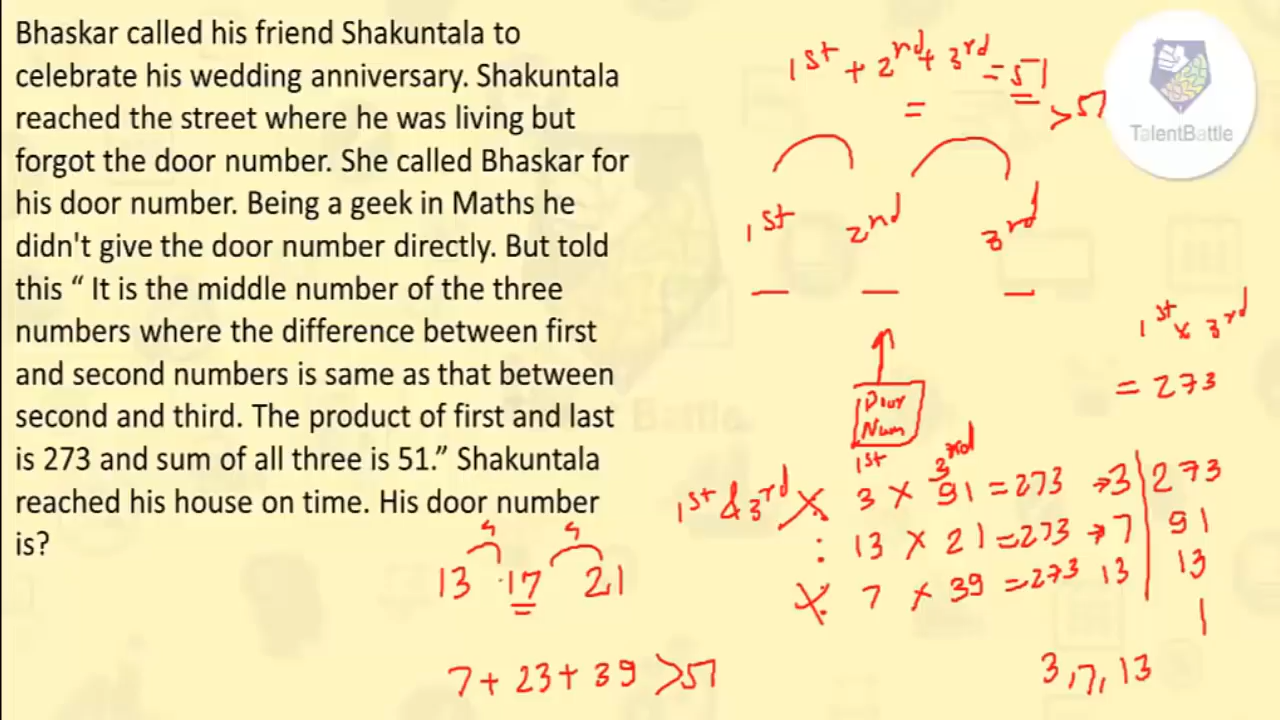 Bhaskar called his friend Shakuntala to
celebrate his wedding anniversary. Shakuntala
reached the street where he was living but
forgot the door number. She called Bhaskar for
his door number. Being a geek in Maths he
didn't give the door number directly. But told
this “ It is the middle number of the three
numbers where the difference between first
and second numbers is same as that between
second and third. The product of first and last
is 273 and sum of all three is 51.” Shakuntala
reached his house on time. His door number
is?
4 4
13 17 21
7 + 23 + 39 > 51
1st + 2nd + 3rd = 51
= > 51
TalentBattle
1st 2nd 3rd
1st x 3rd
= 273
Door
Num
1st 3rd
1st & 3rd X 3 x 91 = 273 → 3 | 273
: 13 x 21 = 273 → 7 | 91
X: 7 x 39 = 273 13 | 13
1
3, 7, 13